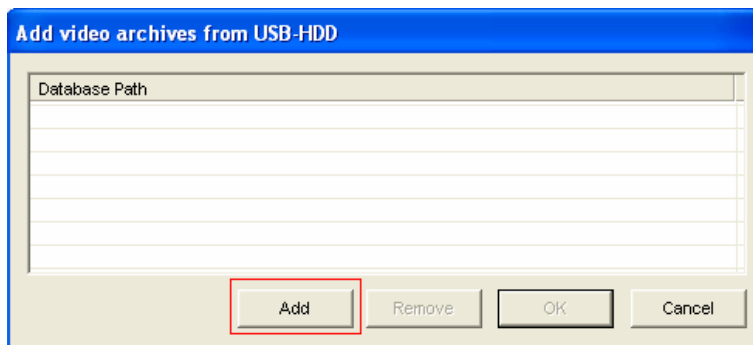 Add video archives from USB-HDD
Database Path
Add Remove OK Cancel